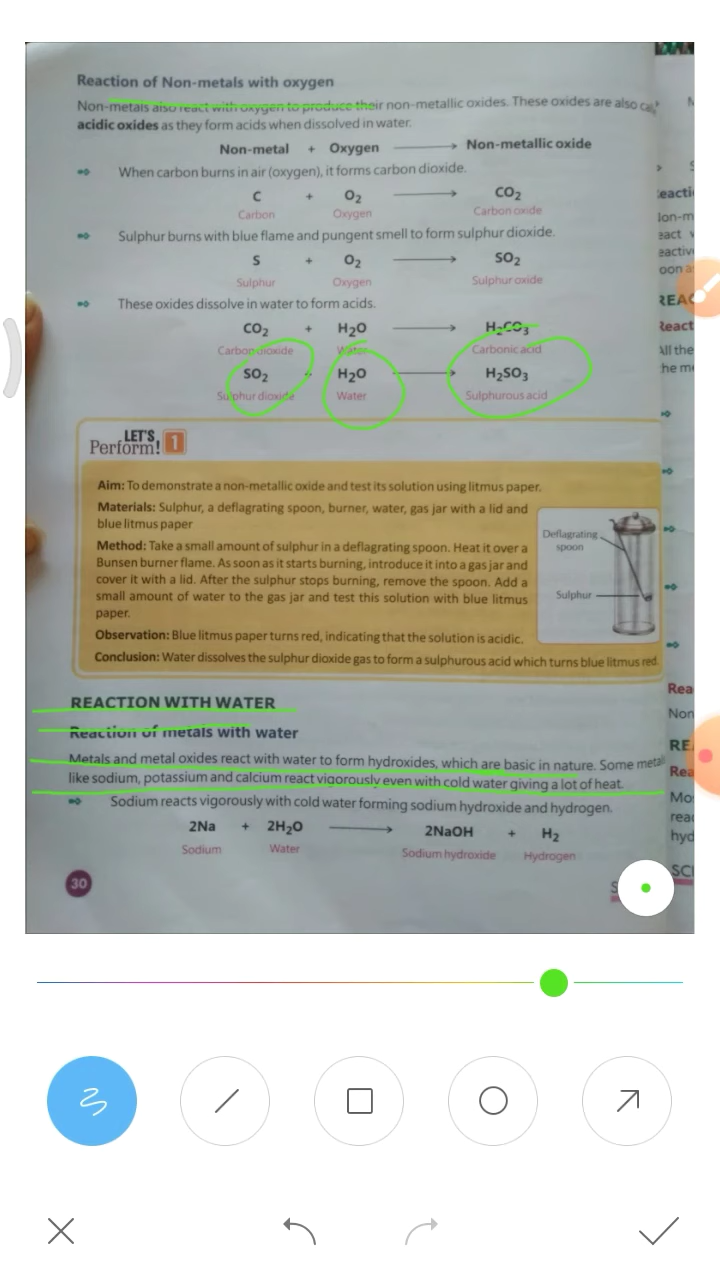 Reaction of Non-metals with oxygen
Non-metals also react with oxygen to produce their non-metallic oxides. These oxides are also
acidic oxides as they form acids when dissolved in water.
Non-metal + Oxygen ⟶ Non-metallic oxide
When carbon burns in air (oxygen), it forms carbon dioxide.
C + O₂ ⟶ CO₂
Carbon Oxygen Carbon oxide
Sulphur burns with blue flame and pungent smell to form sulphur dioxide.
S + O₂ ⟶ SO₂
Sulphur Oxygen Sulphur oxide
These oxides dissolve in water to form acids.
CO₂ + H₂O ⟶ H₂CO₃
Carbon dioxide Water Carbonic acid
SO₂ + H₂O ⟶ H₂SO₃
Sulphur dioxide Water Sulphurous acid
LET'S
Perform! 1
Aim: To demonstrate a non-metallic oxide and test its solution using litmus paper.
Materials: Sulphur, a deflagrating spoon, burner, water, gas jar with a lid and
blue litmus paper
Method: Take a small amount of sulphur in a deflagrating spoon. Heat it over a
Bunsen burner flame. As soon as it starts burning, introduce it into a gas jar and
cover it with a lid. After the sulphur stops burning, remove the spoon. Add a
small amount of water to the gas jar and test this solution with blue litmus
paper.
Deflagrating
spoon
Sulphur
Observation: Blue litmus paper turns red, indicating that the solution is acidic.
Conclusion: Water dissolves the sulphur dioxide gas to form a sulphurous acid which turns blue litmus red.
REACTION WITH WATER
Reaction of metals with water
Metals and metal oxides react with water to form hydroxides, which are basic in nature. Some metal
like sodium, potassium and calcium react vigorously even with cold water giving a lot of heat.
Sodium reacts vigorously with cold water forming sodium hydroxide and hydrogen.
2Na + 2H₂O ⟶ 2NaOH + H₂
Sodium Water Sodium hydroxide Hydrogen
30